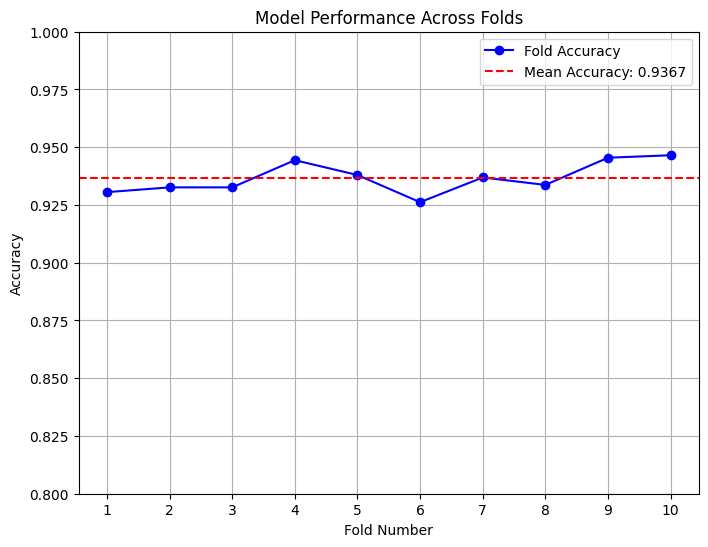 Model Performance Across Folds
Fold Accuracy
Mean Accuracy: 0.9367
1.000
0.975
0.950
0.925
0.900
0.875
0.850
0.825
0.800
Accuracy
1 2 3 4 5 6 7 8 9 10
Fold Number